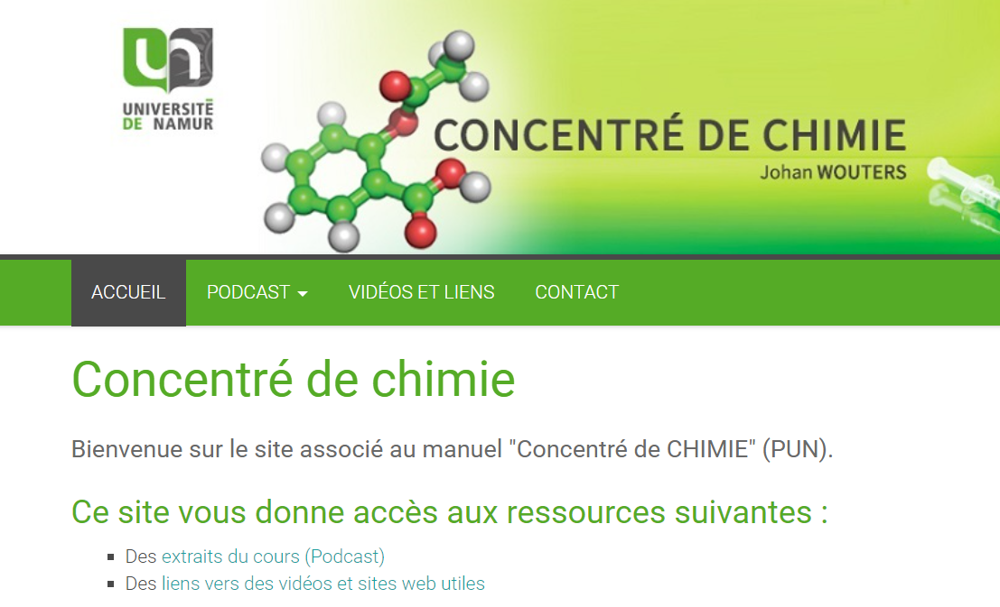 UNIVERSITÉ
DE NAMUR
CONCENTRÉ DE CHIMIE
Johan WOUTERS
ACCUEIL PODCAST VIDÉOS ET LIENS CONTACT
Concentré de chimie
Bienvenue sur le site associé au manuel "Concentré de CHIMIE" (PUN).
Ce site vous donne accès aux ressources suivantes :
Des extraits du cours (Podcast)
Des liens vers des vidéos et sites web utiles